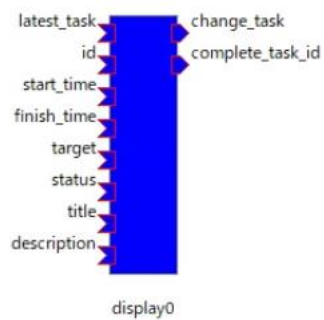 latest_task
change_task
id
complete_task_id
start_time
finish_time
target
status
title
description
display0